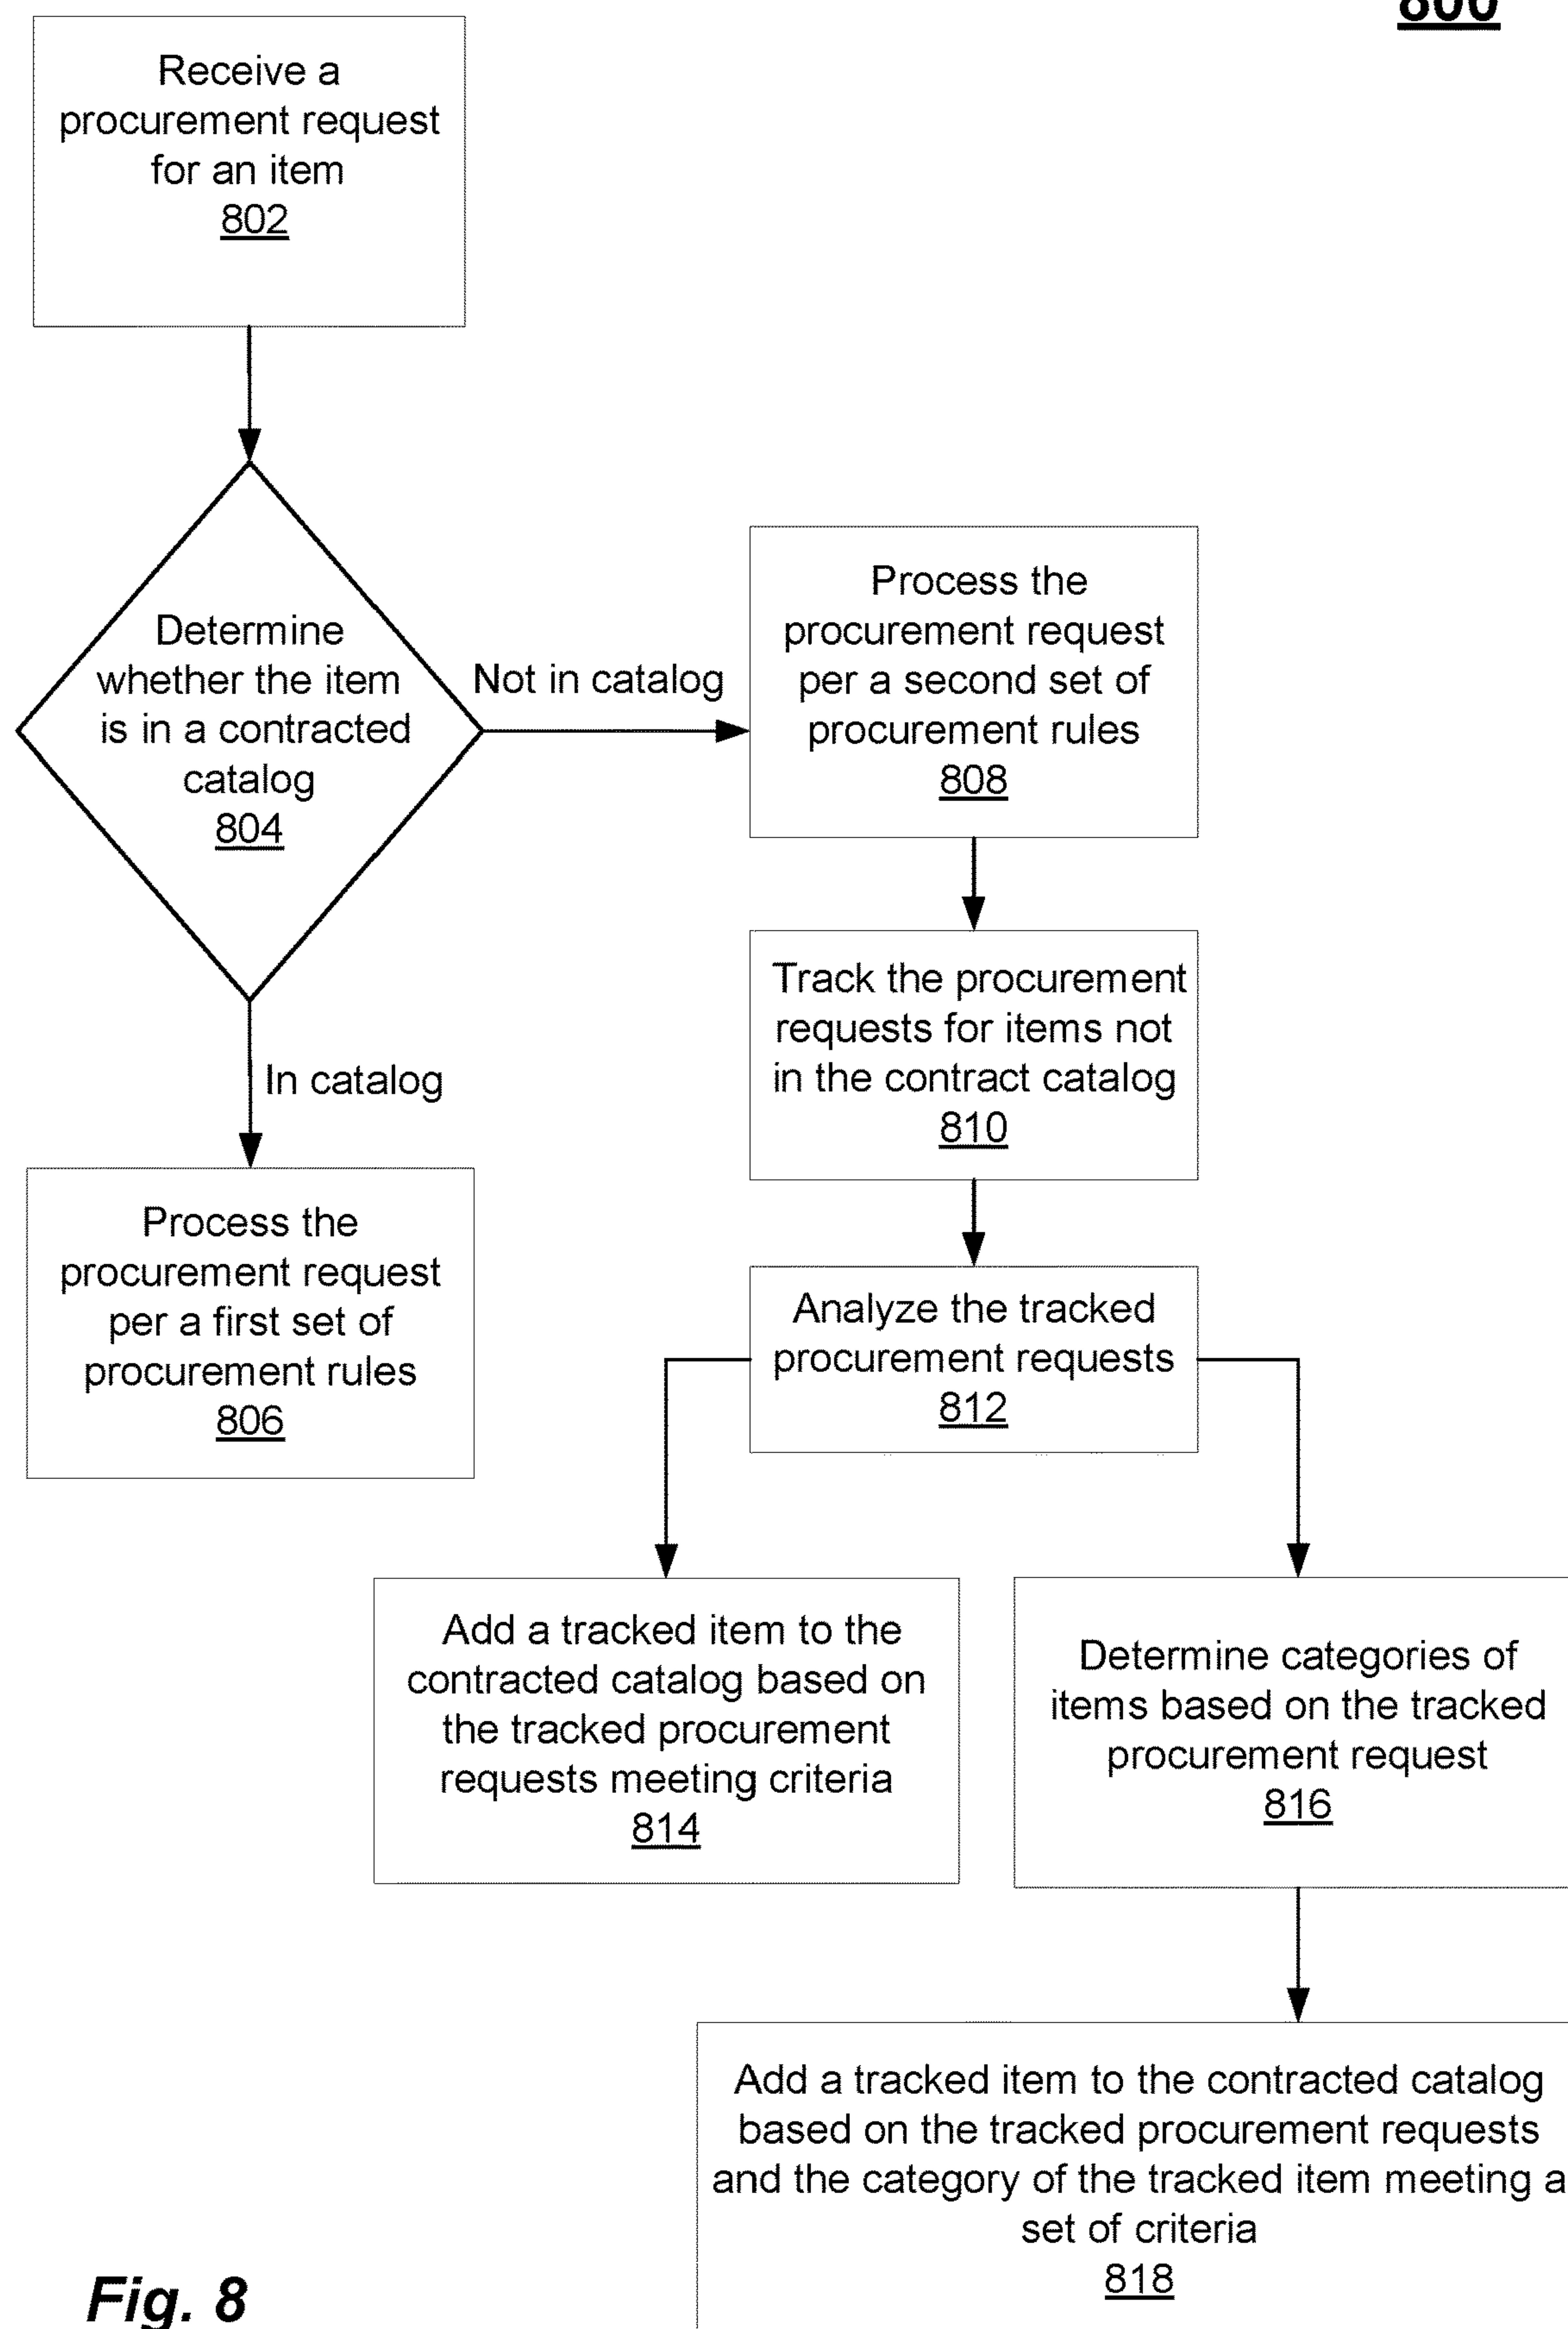 800
Receive a
procurement request
for an item
802
Determine
whether the item
is in a contracted
catalog
804
Not in catalog
In catalog
Process the
procurement request
per a first set of
procurement rules
806
Process the
procurement request
per a second set of
procurement rules
808
Track the procurement
requests for items not
in the contract catalog
810
Analyze the tracked
procurement requests
812
Add a tracked item to the
contracted catalog based on
the tracked procurement
requests meeting criteria
814
Determine categories of
items based on the tracked
procurement request
816
Add a tracked item to the contracted catalog
based on the tracked procurement requests
and the category of the tracked item meeting a
set of criteria
818
Fig. 8